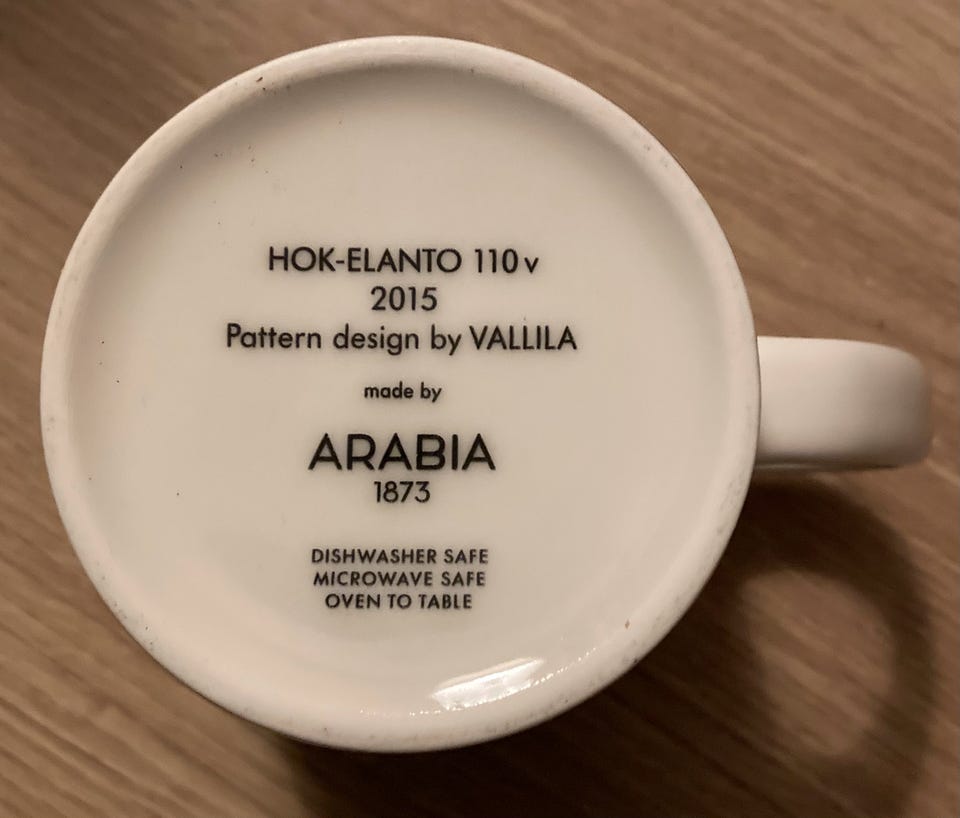 HOK-ELANTO 110 v
2015
Pattern design by VALLILA
made by
ARABIA
1873
DISHWASHER SAFE
MICROWAVE SAFE
OVEN TO TABLE